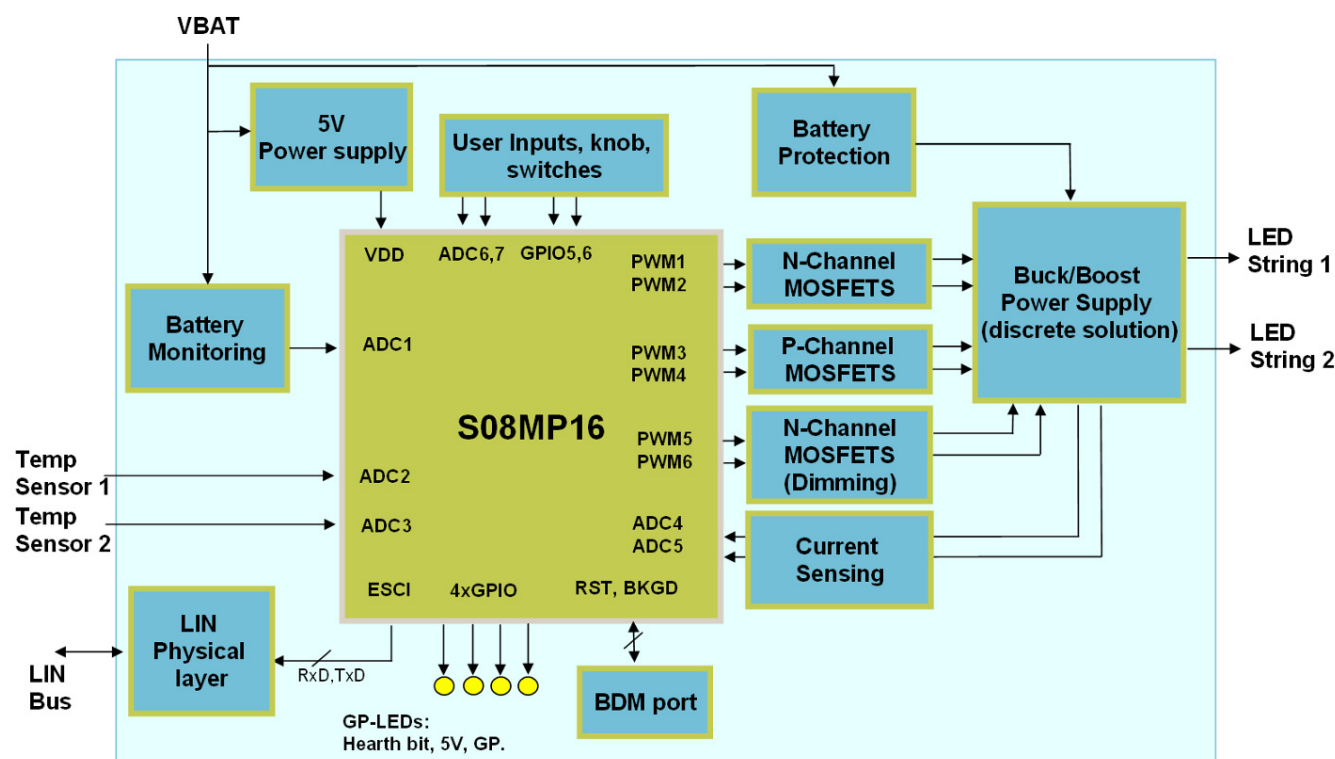 VBAT
5V
Power supply
User Inputs, knob,
switches
Battery
Protection
VDD
ADC6,7
GPIO5,6
PWM1
PWM2
N-Channel
MOSFETS
Buck/Boost
Power Supply
(discrete solution)
LED
String 1
Battery
Monitoring
ADC1
PWM3
PWM4
P-Channel
MOSFETS
LED
String 2
S08MP16
PWM5
PWM6
N-Channel
MOSFETS
(Dimming)
Temp
Sensor 1
ADC2
Temp
Sensor 2
ADC3
ADC4
ADC5
Current
Sensing
ESCI
4xGPIO
RST, BKGD
LIN
Physical
layer
LIN
Bus
RxD,TxD
BDM port
GP-LEDs:
Hearth bit, 5V, GP.